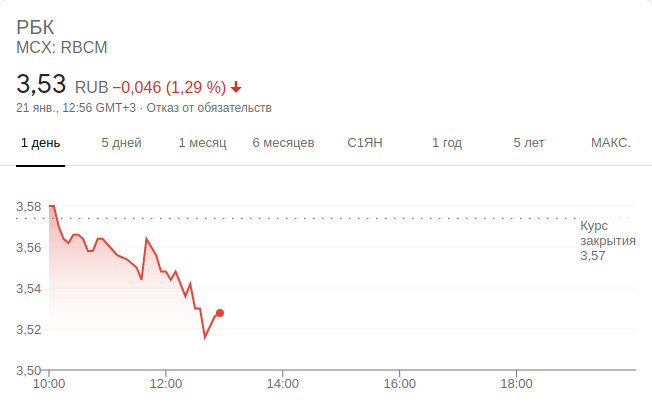 РБК
MCX: RBCM
3,53 RUB −0,046 (1,29 %)
21 янв., 12:56 GMT+3 · Отказ от обязательств
1 день 5 дней 1 месяц 6 месяцев С1ЯН 1 год 5 лет МАКС.
3,58
Курс
закрытия
3,57
3,56
3,54
3,52
3,50
10:00 12:00 14:00 16:00 18:00